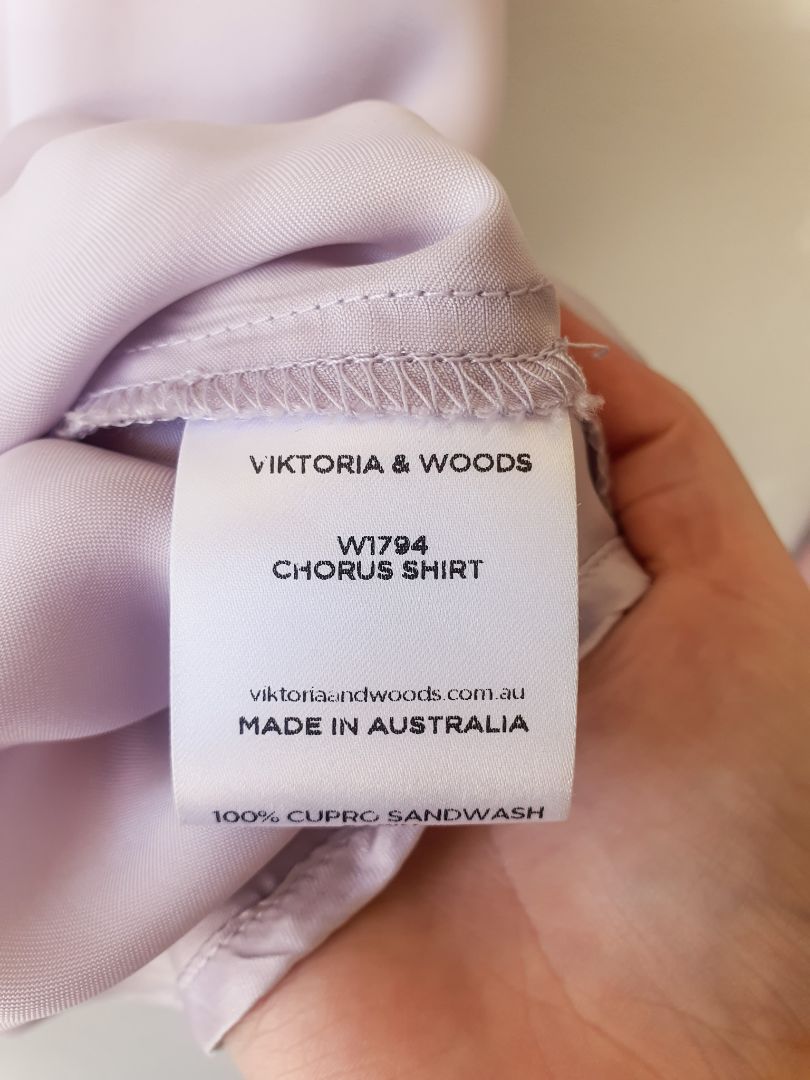 VIKTORIA & WOODS
W1794
CHORUS SHIRT
viktoriaandwoods.com.au
MADE IN AUSTRALIA
100% CUPRO SANDWASH